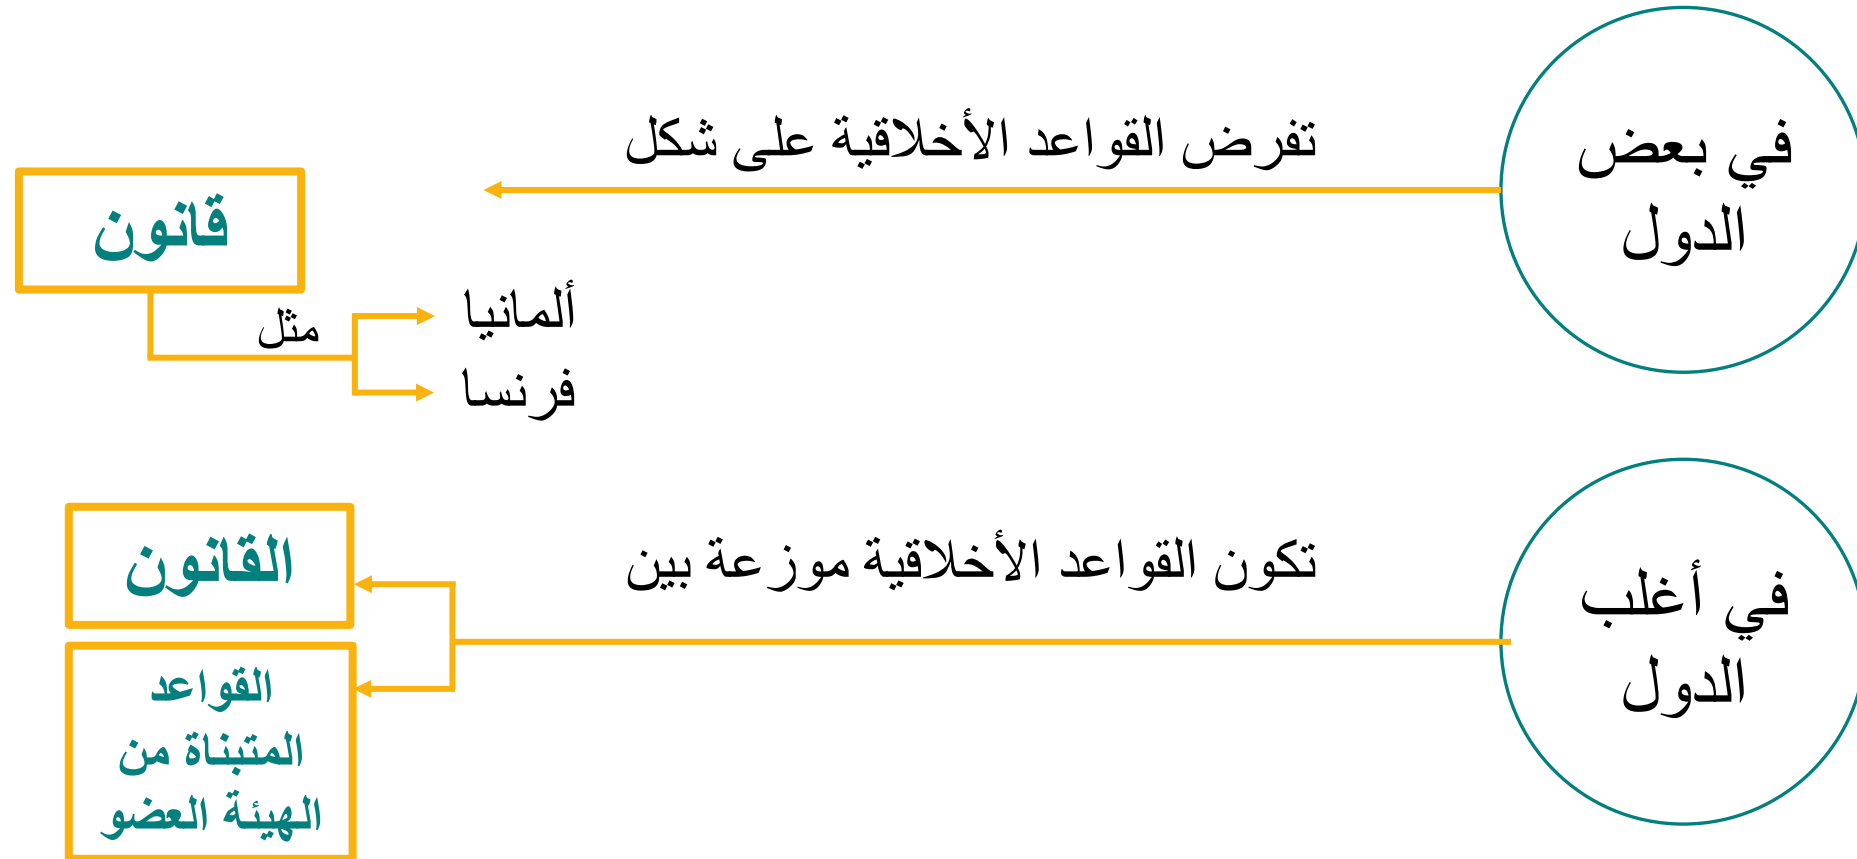 في بعض
الدول
تفرض القواعد الأخلاقية على شكل
قانون
مثل
ألمانيا
فرنسا
في أغلب
الدول
تكون القواعد الأخلاقية موزعة بين
القانون
القواعد
المتبناة من
الهيئة العضو